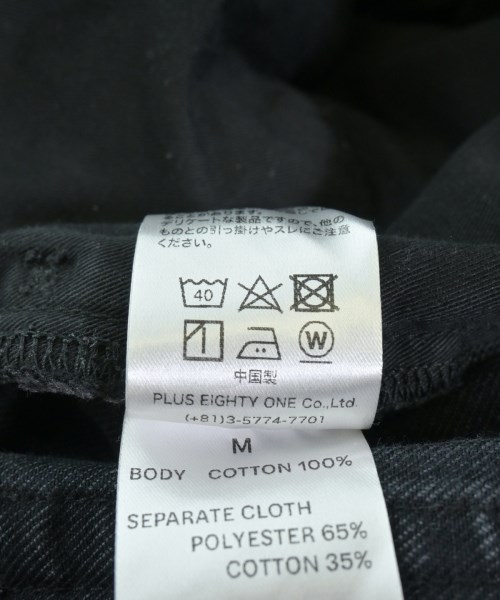 デリケートな製品ですので、他の
ものとの引っ掛けやスレにご注意
ください。
40
W
中国製
PLUS EIGHTY ONE Co., Ltd.
(+81)3-5774-7701
M
BODY COTTON 100%
SEPARATE CLOTH
POLYESTER 65%
COTTON 35%